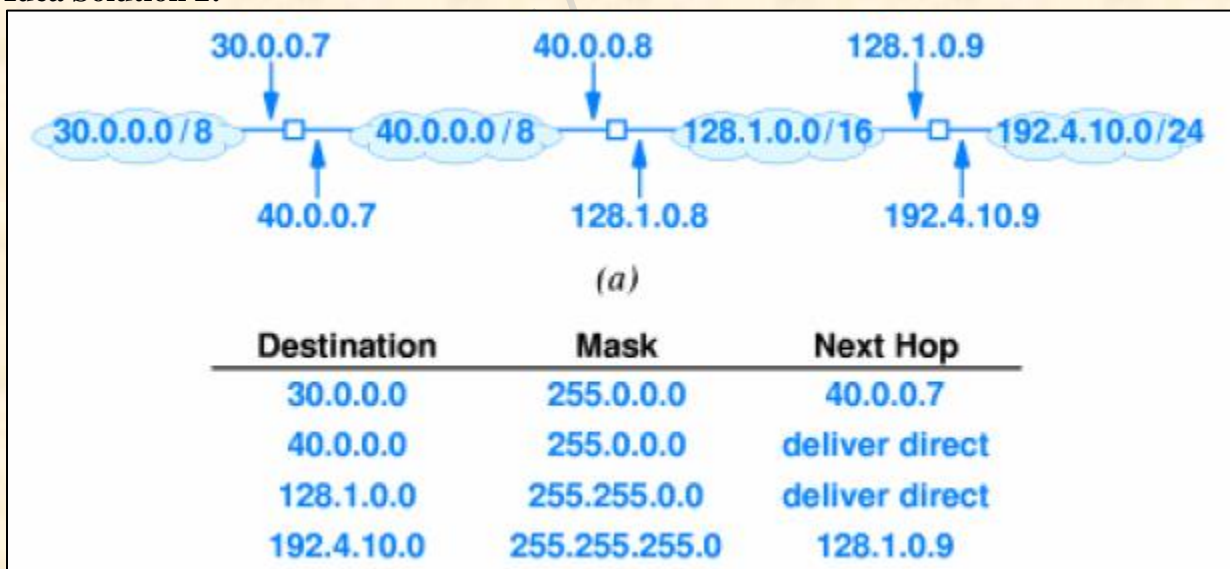 30.0.0.7 40.0.0.8 128.1.0.9
30.0.0.0/8 40.0.0.0/8 128.1.0.0/16 192.4.10.0/24
40.0.0.7 128.1.0.8 192.4.10.9
(a)
Destination Mask Next Hop
30.0.0.0 255.0.0.0 40.0.0.7
40.0.0.0 255.0.0.0 deliver direct
128.1.0.0 255.255.0.0 deliver direct
192.4.10.0 255.255.255.0 128.1.0.9